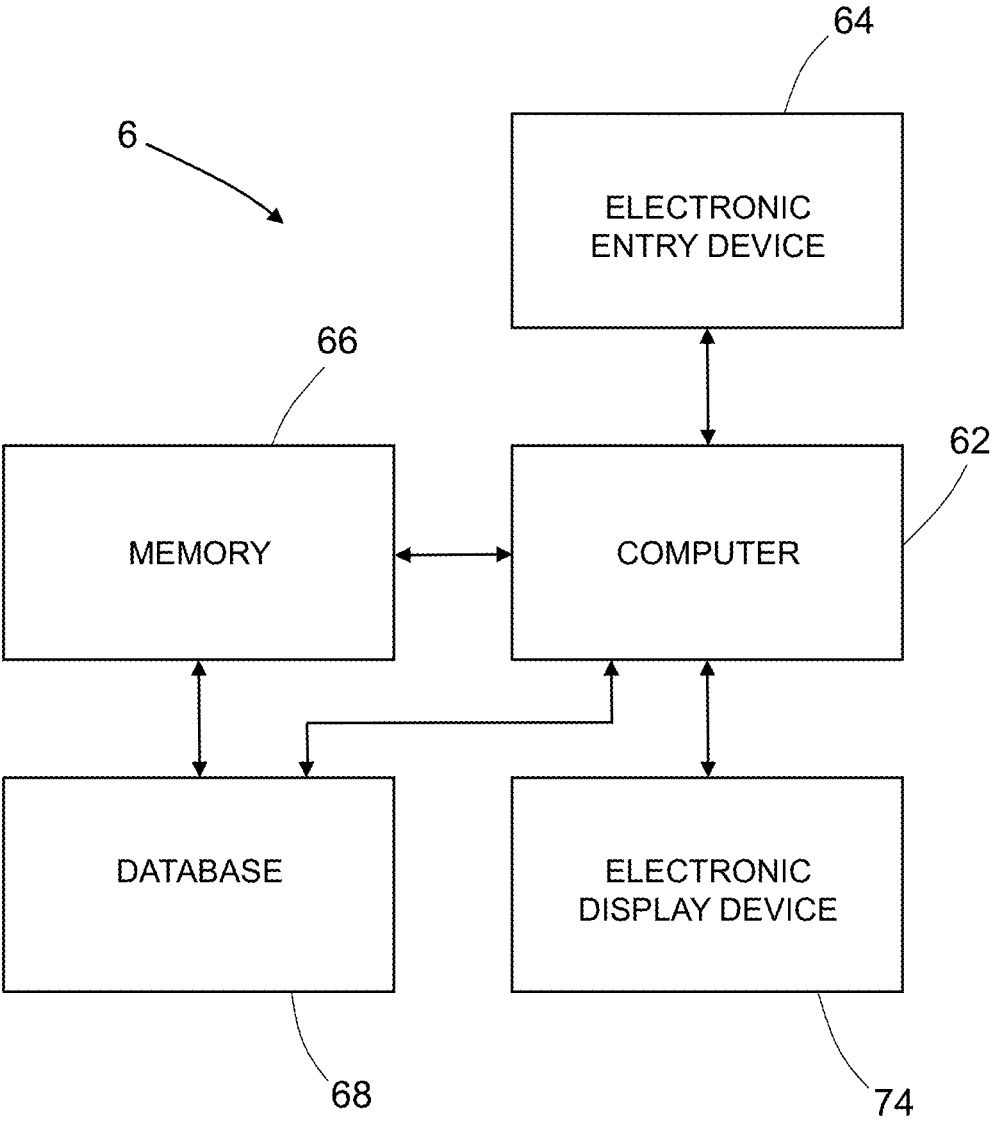 64
6
ELECTRONIC
ENTRY DEVICE
66
62
MEMORY
COMPUTER
DATABASE
ELECTRONIC
DISPLAY DEVICE
68
74